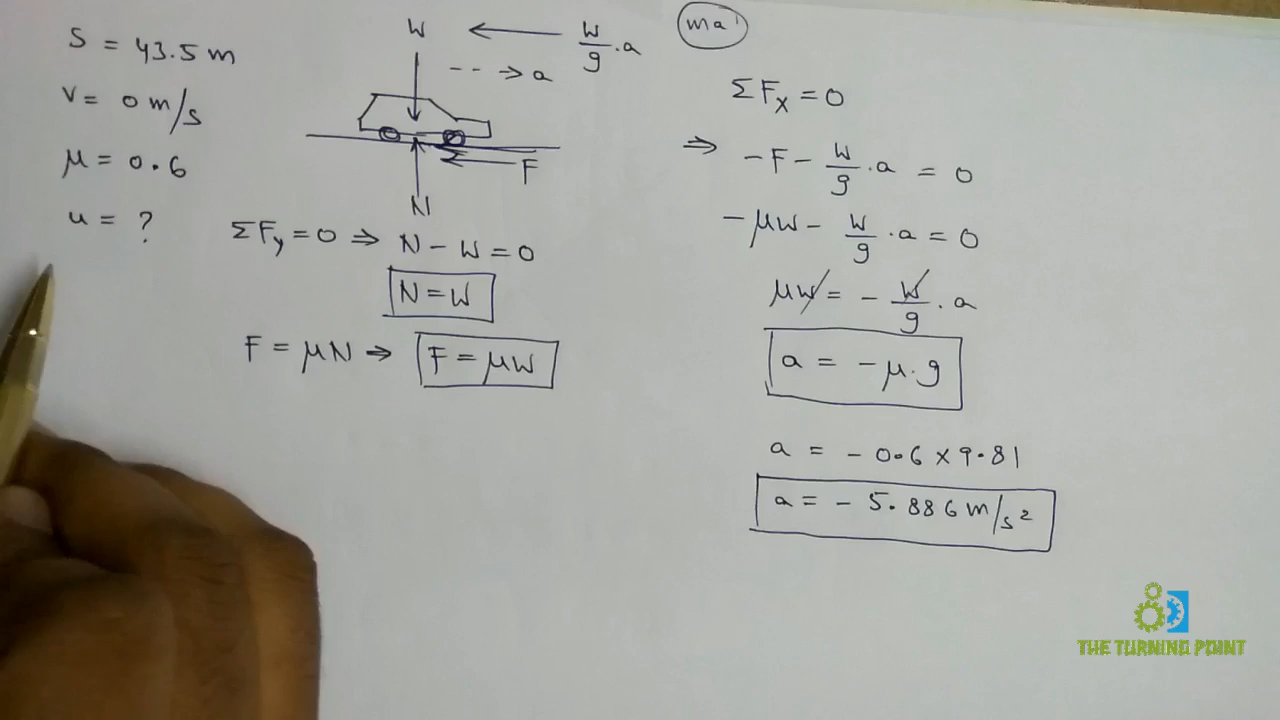 S = 43.5 m
V = 0 m/s
μ = 0.6
u = ?
W
W/g . a
--→ a
F
N
ΣFy = 0 ⇒ N - W = 0
N = W
F = μN ⇒ F = μW
ma
ΣFx = 0
⇒ -F - W/g . a = 0
-μW - W/g . a = 0
μW = - W/g . a
a = -μ.g
a = -0.6 × 9.81
a = -5.886 m/s²
THE TURNING POINT